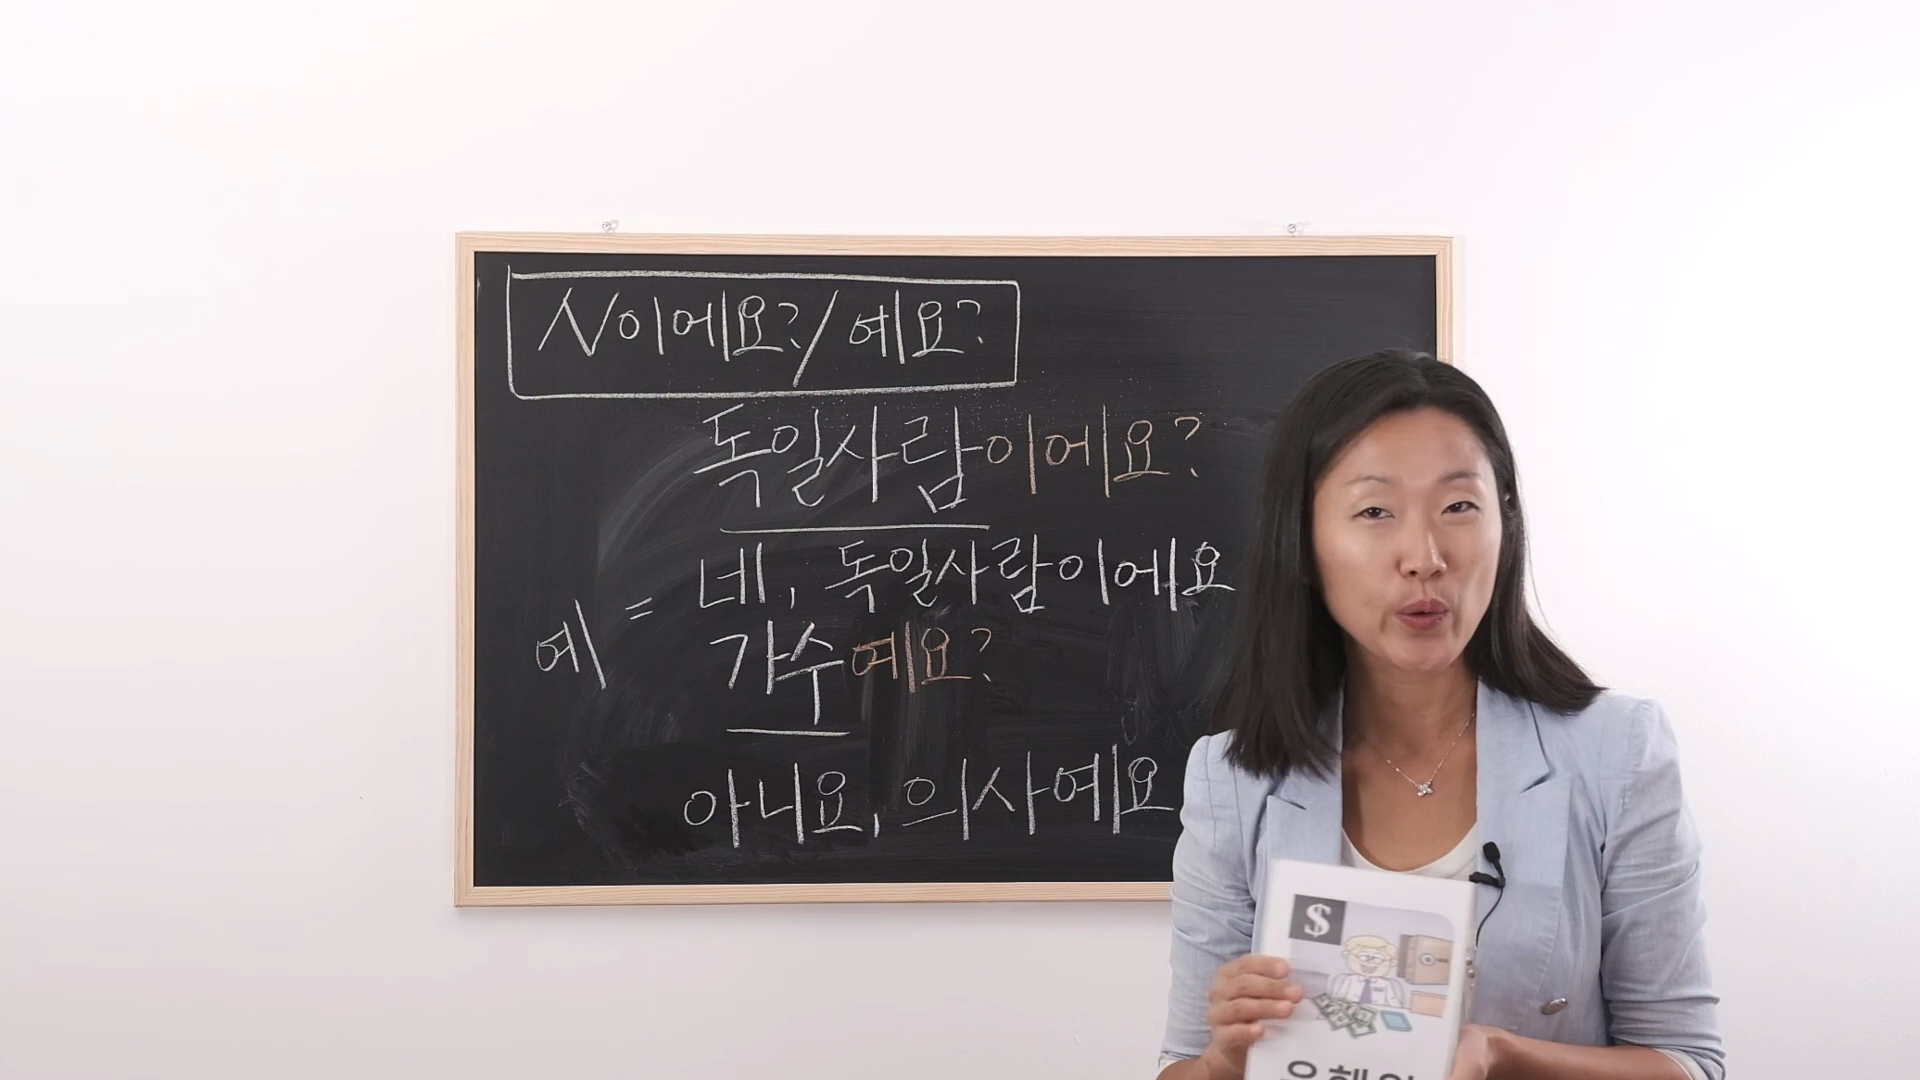 N이에요?/예요?
독일사람이에요?
네, 독일사람이에요
예 =
가수예요?
아니요, 의사예요
$